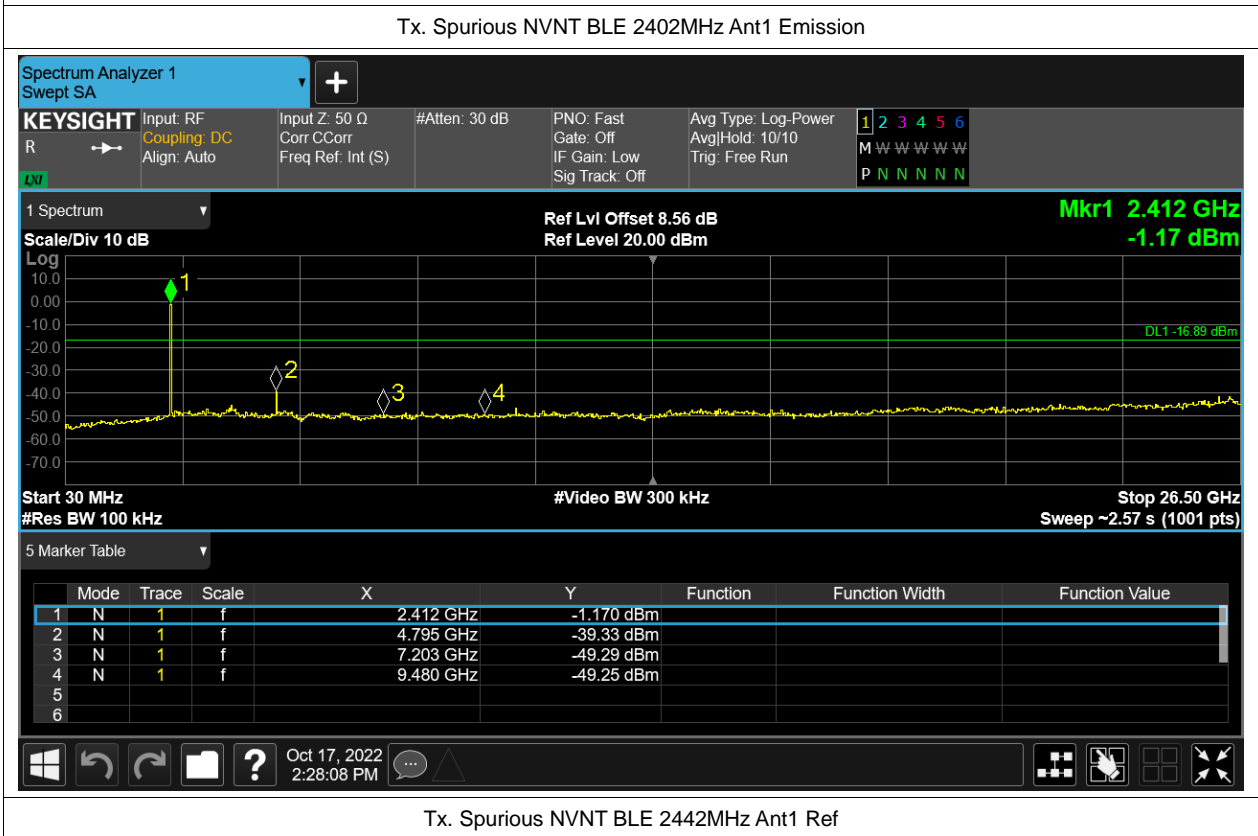 Tx. Spurious NVNT BLE 2402MHz Ant1 Emission
Spectrum Analyzer 1
Swept SA
KEYSIGHT
R
LXI
Input: RF
Coupling: DC
Align: Auto
Input Z: 50 Ω
Corr CCorr
Freq Ref: Int (S)
#Atten: 30 dB
PNO: Fast
Gate: Off
IF Gain: Low
Sig Track: Off
Avg Type: Log-Power
Avg|Hold: 10/10
Trig: Free Run
1 2 3 4 5 6
M W W W W W
P N N N N N
1 Spectrum
Scale/Div 10 dB
Ref Lvl Offset 8.56 dB
Ref Level 20.00 dBm
Mkr1 2.412 GHz
-1.17 dBm
Log
10.0
0.00
-10.0
-20.0
-30.0
-40.0
-50.0
-60.0
-70.0
1
2
3
4
DL1 -16.89 dBm
Start 30 MHz
#Video BW 300 kHz
Stop 26.50 GHz
#Res BW 100 kHz
Sweep ~2.57 s (1001 pts)
5 Marker Table
Mode Trace Scale X Y Function Function Width Function Value
1 N 1 f 2.412 GHz -1.170 dBm
2 N 1 f 4.795 GHz -39.33 dBm
3 N 1 f 7.203 GHz -49.29 dBm
4 N 1 f 9.480 GHz -49.25 dBm
5
6
?
Oct 17, 2022
2:28:08 PM
Tx. Spurious NVNT BLE 2442MHz Ant1 Ref